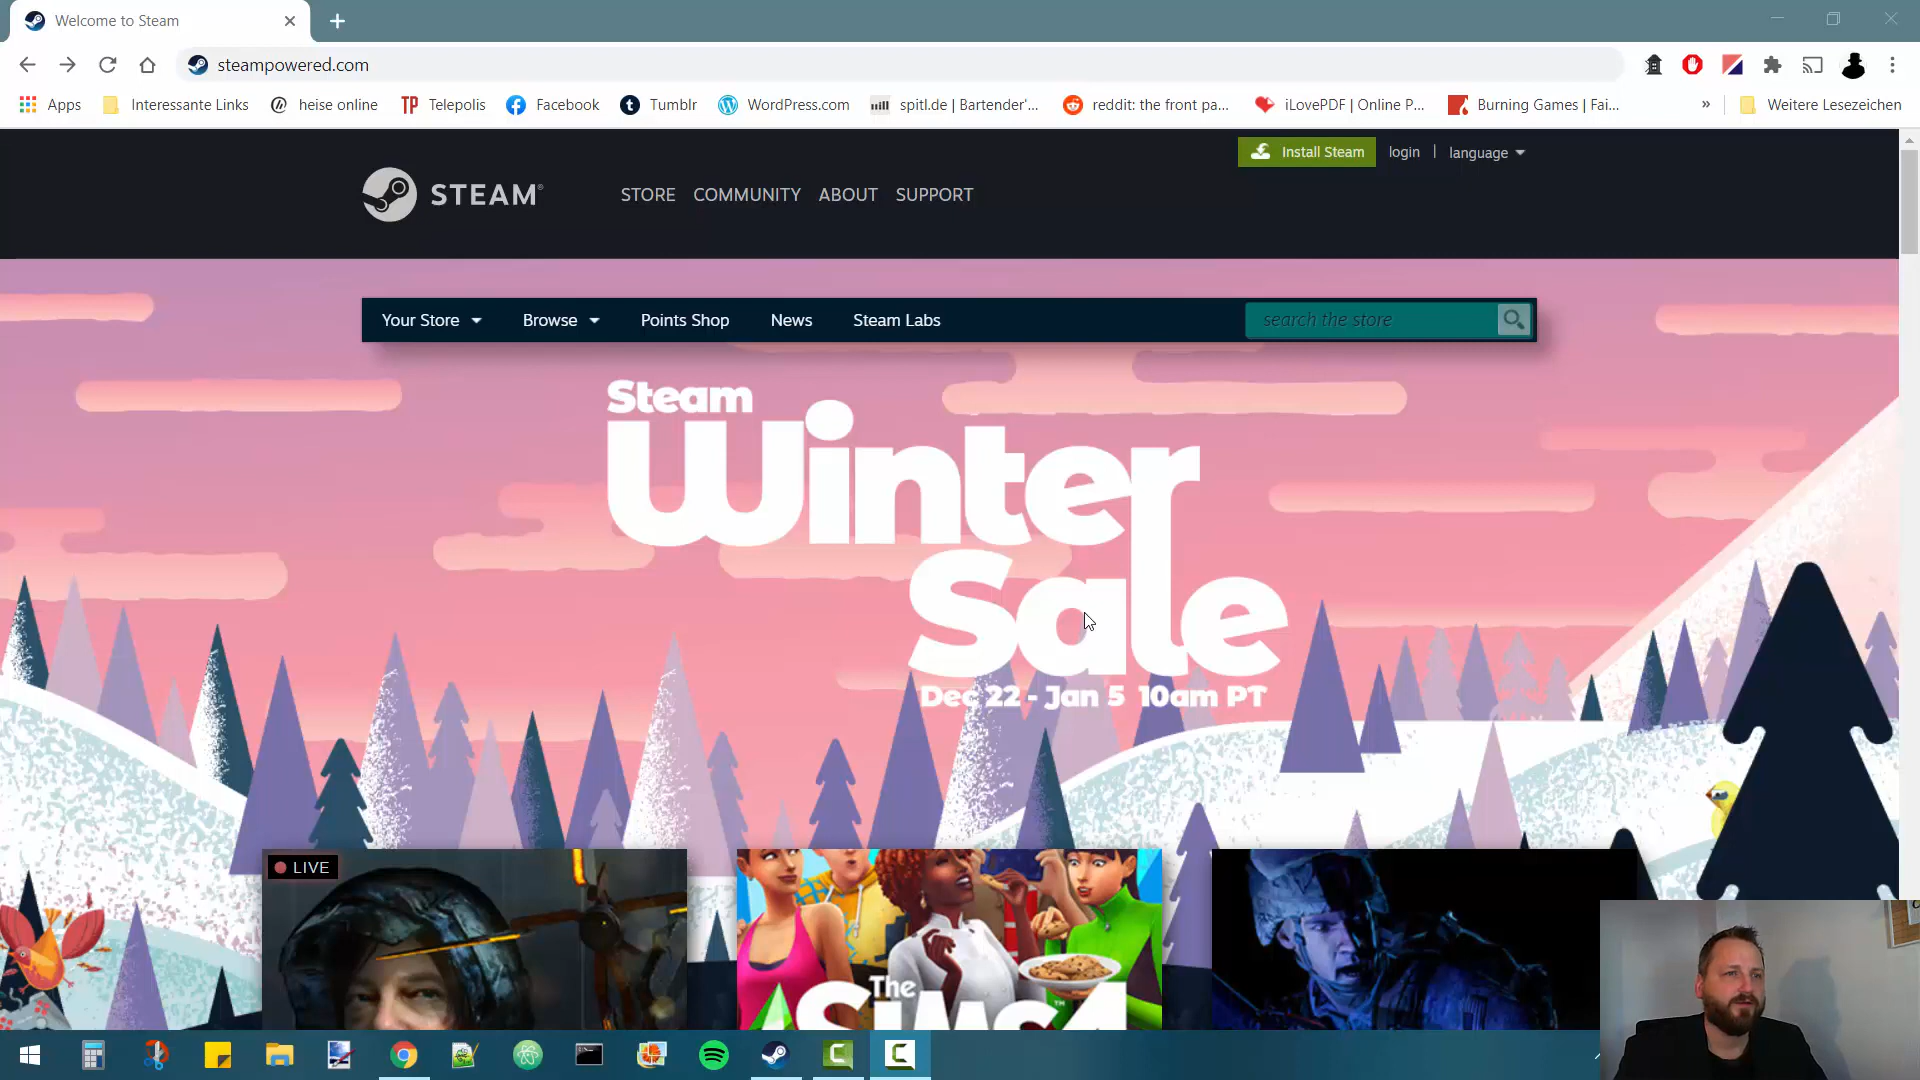 Welcome to Steam
steampowered.com
Apps Interessante Links heise online Telepolis Facebook Tumblr WordPress.com spitl.de | Bartender'... reddit: the front pa... iLovePDF | Online P... Burning Games | Fai... » Weitere Lesezeichen
Install Steam login | language
STEAM® STORE COMMUNITY ABOUT SUPPORT
Your Store Browse Points Shop News Steam Labs search the store
Steam
Winter
Sale
Dec 22 - Jan 5 10am PT
LIVE
The
SIMS 4